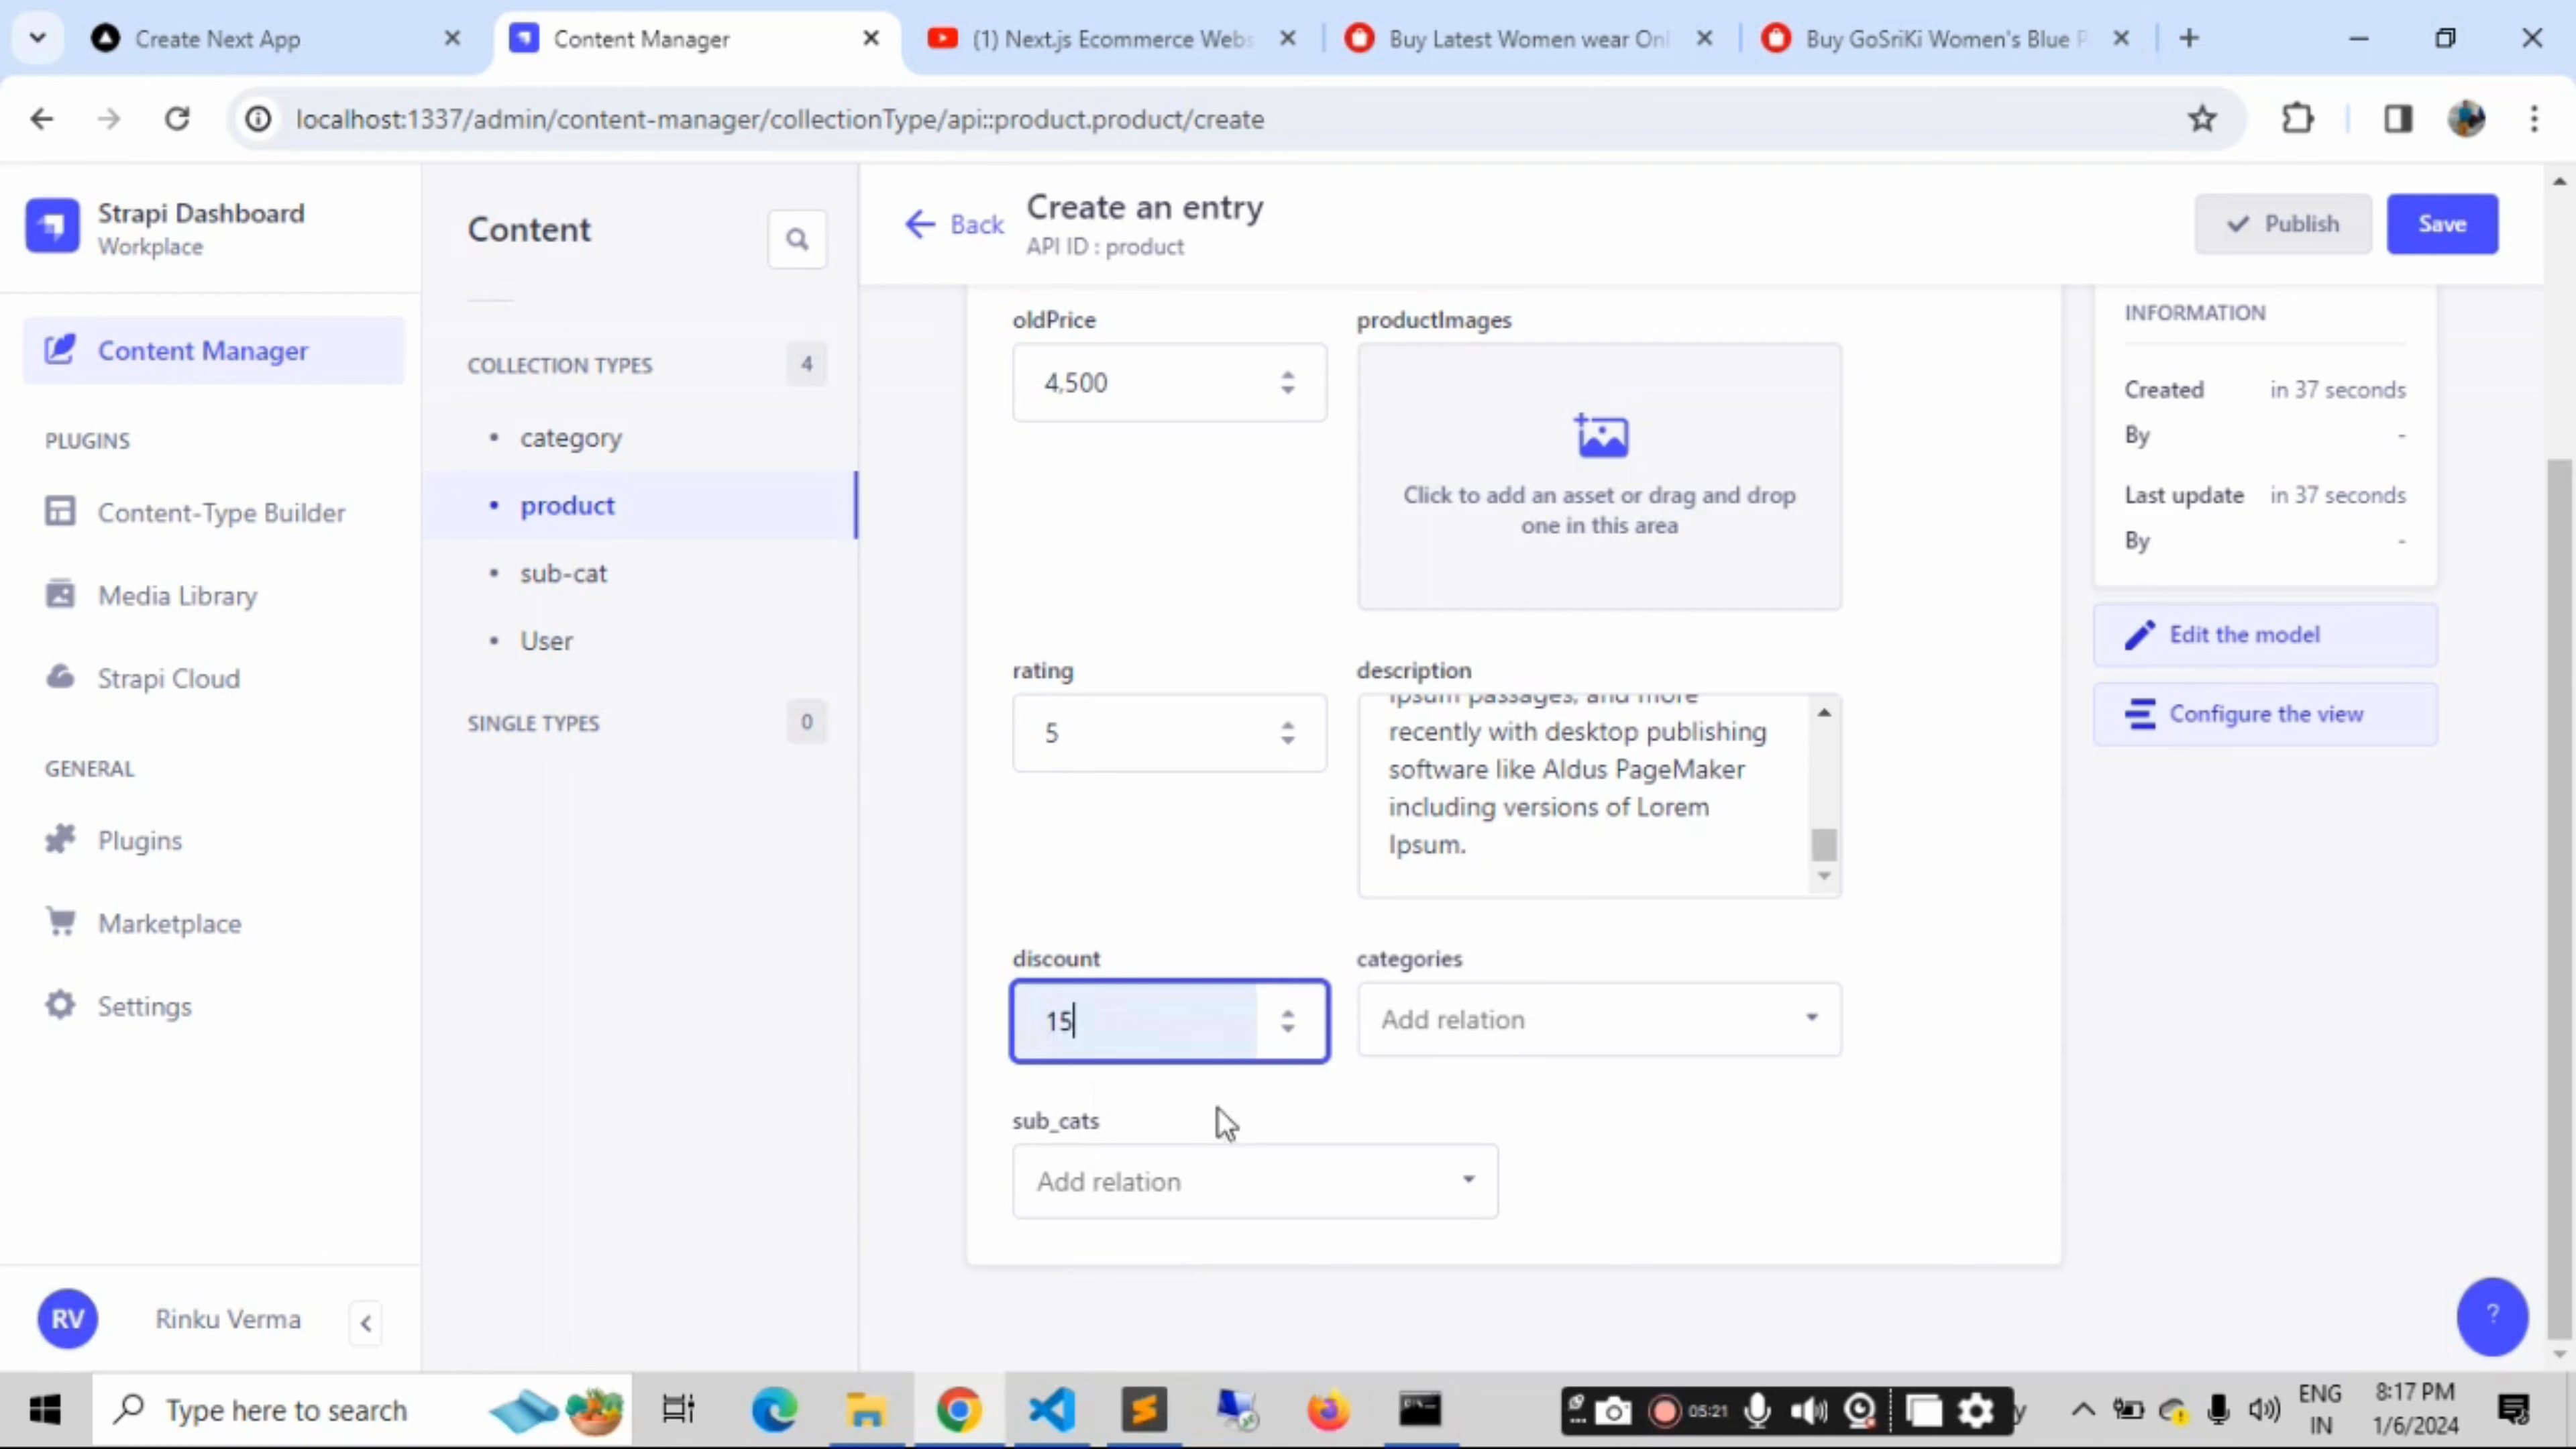 Create Next App
Content Manager
(1) Next.js Ecommerce Webs
Buy Latest Women wear Onl
Buy GoSriKi Women's Blue P
localhost:1337/admin/content-manager/collectionType/api::product.product/create
Strapi Dashboard
Workplace
Content Manager
PLUGINS
Content-Type Builder
Media Library
Strapi Cloud
GENERAL
Plugins
Marketplace
Settings
RV
Rinku Verma
Content
COLLECTION TYPES 4
category
product
sub-cat
User
SINGLE TYPES 0
Back
Create an entry
API ID : product
Publish
Save
oldPrice
4,500
productImages
Click to add an asset or drag and drop
one in this area
rating
5
description
Ipsum passages, and more
recently with desktop publishing
software like Aldus PageMaker
including versions of Lorem
Ipsum.
discount
15
categories
Add relation
sub_cats
Add relation
INFORMATION
Created in 37 seconds
By -
Last update in 37 seconds
By -
Edit the model
Configure the view
?
Type here to search
05:21
y
ENG
IN
8:17 PM
1/6/2024